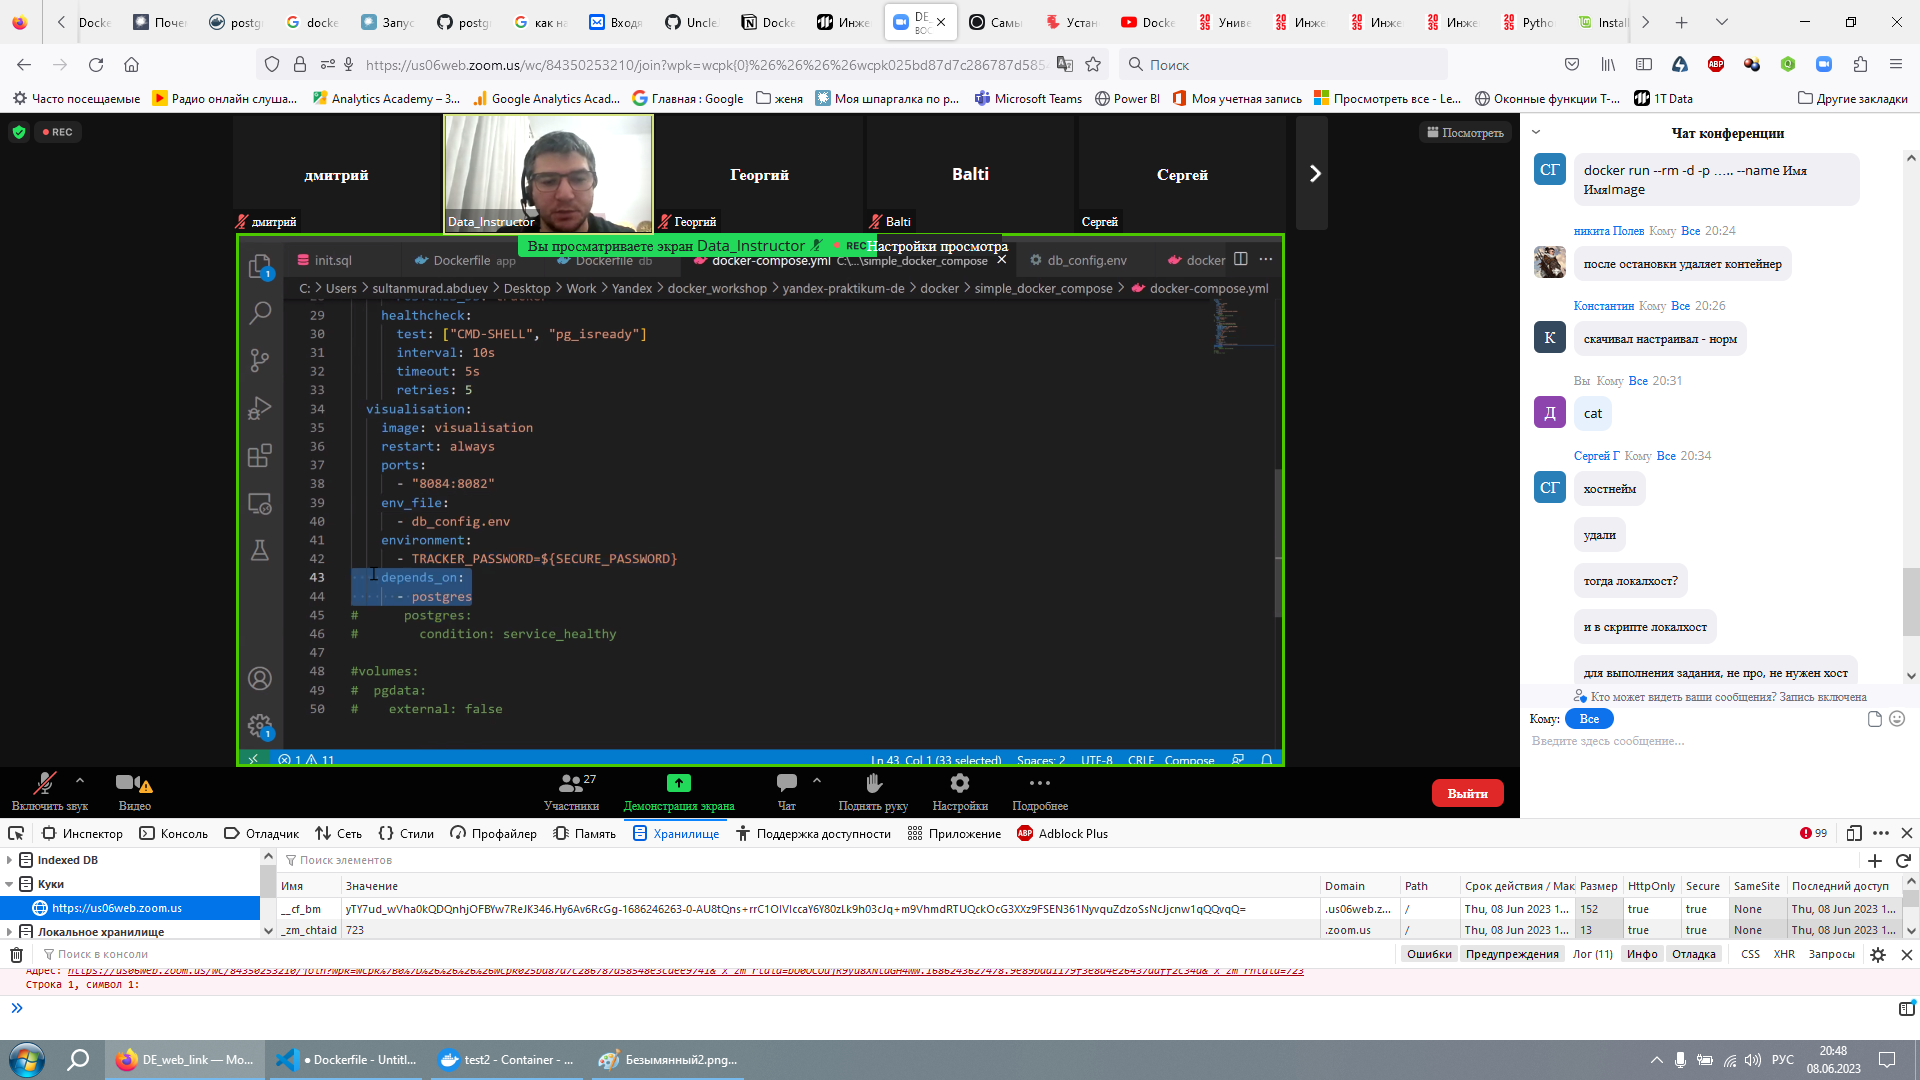 Docke
Почен
postgr
G docke
Запус
postgr
как на
Входя
Uncle
Docke
Инже
DE_
ВОС
Самы
Устан
Docke
Униве
Инже
Инже
Инже
Pytho
Install
https://us06web.zoom.us/wc/84350253210/join?wpk=wcpk{0}%26%26%26%26wcpk025bd87d7c286787d585
Поиск
Часто посещаемые
Радио онлайн слуша...
Analytics Academy – З...
Google Analytics Acad...
Главная : Google
женя
Моя шпаргалка по р...
Microsoft Teams
Power BI
Моя учетная запись
Просмотреть все - Le...
Оконные функции T-...
1T Data
Другие закладки
REC
дмитрий
дмитрий
Data_Instructor
Георгий
Георгий
Balti
Balti
Сергей
Сергей
Посмотреть
Вы просматриваете экран Data_Instructor
REC
Настройки просмотра
init.sql
Dockerfile app
Dockerfile db
docker-compose.yml C:\...\simple_docker_compose
db_config.env
docker
C: > Users > sultanmurad.abduev > Desktop > Work > Yandex > docker_workshop > yandex-praktikum-de > docker > simple_docker_compose > docker-compose.yml
29 healthcheck:
30 test: ["CMD-SHELL", "pg_isready"]
31 interval: 10s
32 timeout: 5s
33 retries: 5
34 visualisation:
35 image: visualisation
36 restart: always
37 ports:
38 - "8084:8082"
39 env_file:
40 - db_config.env
41 environment:
42 - TRACKER_PASSWORD=${SECURE_PASSWORD}
43 depends_on:
44 - postgres
45 # postgres:
46 # condition: service_healthy
47
48 #volumes:
49 # pgdata:
50 # external: false
1 11
Ln 43, Col 1 (33 selected) Spaces: 2 UTF-8 CRLF Compose
Чат конференции
СГ
docker run --rm -d -p ….. --name Имя
ИмяImage
никита Полев Кому Все 20:24
после остановки удаляет контейнер
Константин Кому Все 20:26
К
скачивал настраивал - норм
Вы Кому Все 20:31
Д
cat
Сергей Г Кому Все 20:34
СГ
хостнейм
удали
тогда локалхост?
и в скрипте локалхост
для выполнения задания, не про, не нужен хост
Кто может видеть ваши сообщения? Запись включена
Кому: Все
Введите здесь сообщение...
Включить звук
Видео
27
Участники
Демонстрация экрана
Чат
Поднять руку
Настройки
Подробнее
Выйти
Инспектор
Консоль
Отладчик
Сеть
Стили
Профайлер
Память
Хранилище
Поддержка доступности
Приложение
Adblock Plus
99
Indexed DB
Куки
https://us06web.zoom.us
Локальное хранилище
Поиск элементов
Имя Значение Domain Path Срок действия / Мак Размер HttpOnly Secure SameSite Последний доступ
__cf_bm yTY7ud_wVha0kQDQnhjOFBYw7ReJK346.Hy6Av6RcGg-1686246263-0-AU8tQns+rrC1OIVIccaY6Y80zLk9h03cJq+m9VhmdRTUQckOcG3XXz9FSEN361NyvquZdzoSsNcJjcnw1qQQvqQ= .us06web.z... / Thu, 08 Jun 2023 1... 152 true true None Thu, 08 Jun 2023 1...
_zm_chtaid 723 .zoom.us / Thu, 08 Jun 2023 1... 13 true true None Thu, 08 Jun 2023 1...
Поиск в консоли
Ошибки Предупреждения Лог (11) Инфо Отладка CSS XHR Запросы
Строка 1, символ 1:
DE_web_link — Mo...
● Dockerfile - Untitl...
test2 - Container - ...
Безымянный2.png...
РУС
20:48
08.06.2023